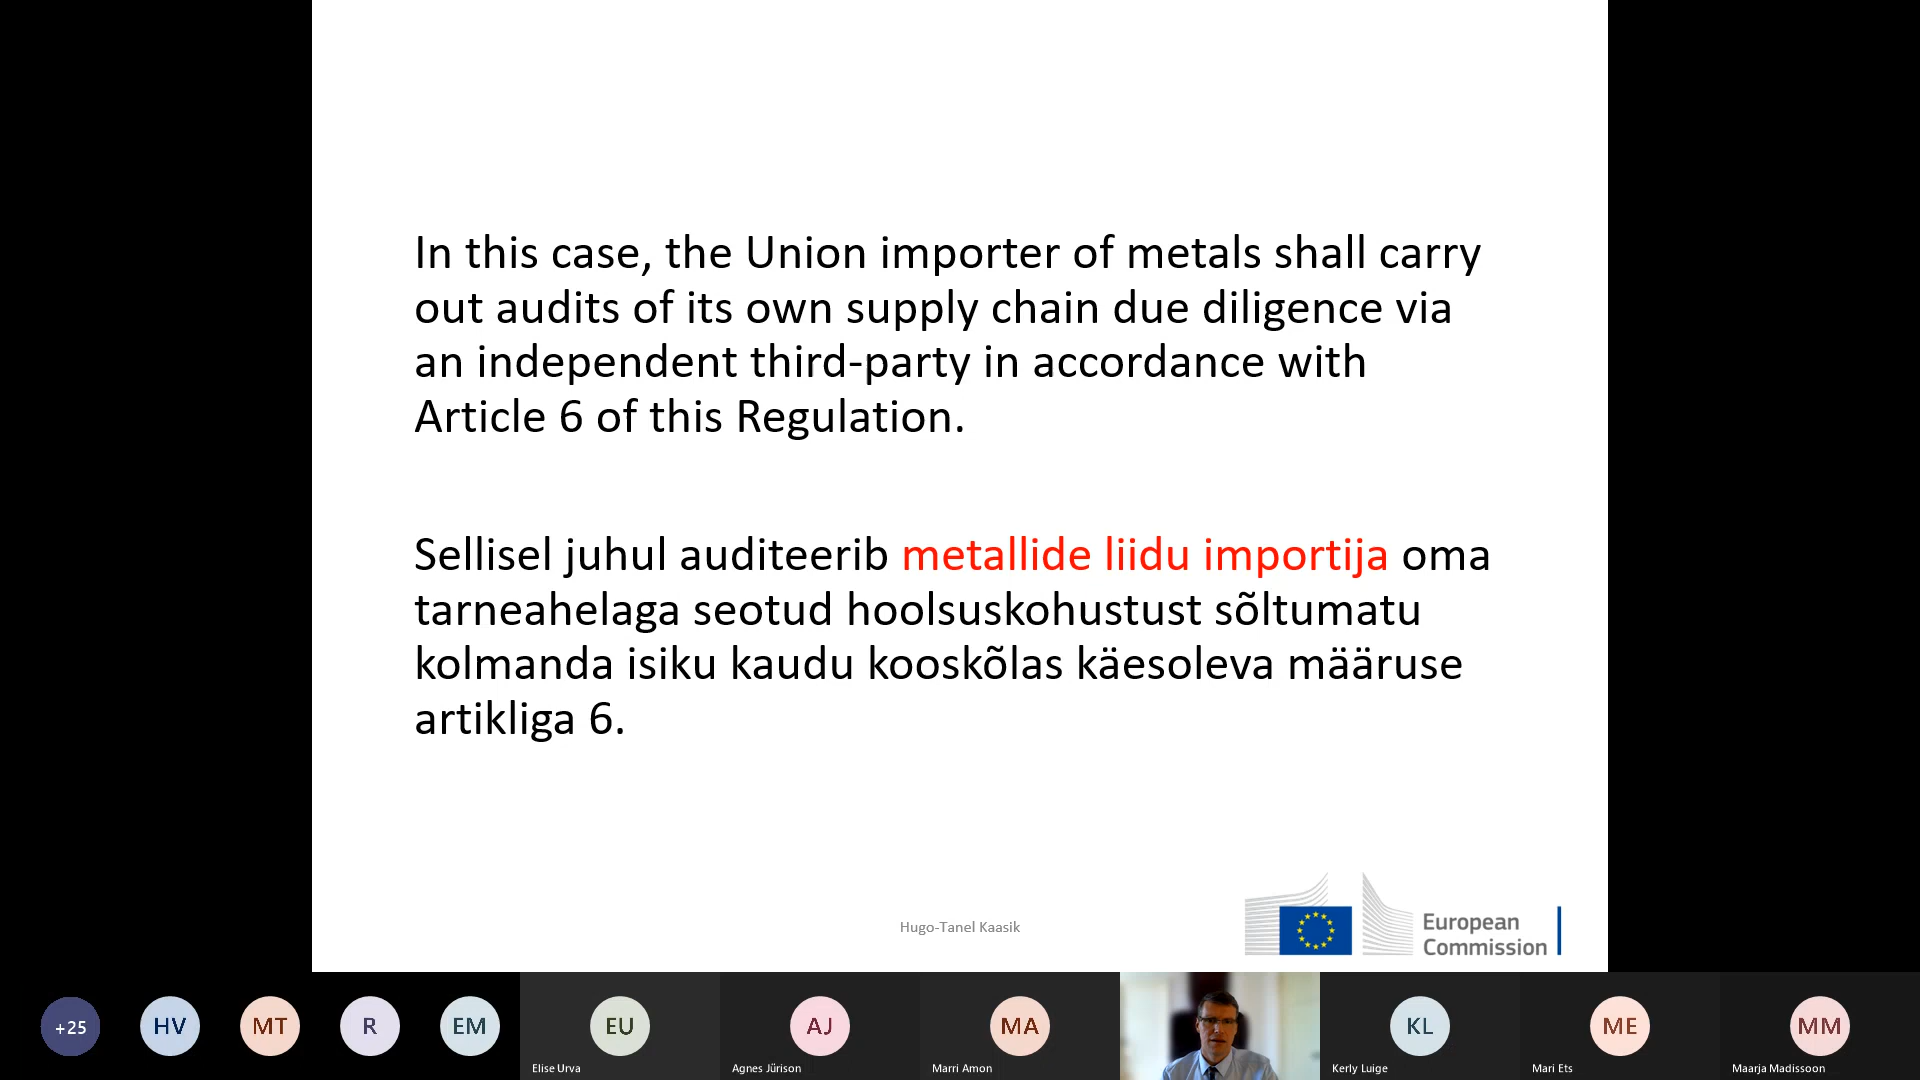 In this case, the Union importer of metals shall carry
out audits of its own supply chain due diligence via
an independent third-party in accordance with
Article 6 of this Regulation.
Sellisel juhul auditeerib metallide liidu importija oma
tarneahelaga seotud hoolsuskohustust sõltumatu
kolmanda isiku kaudu kooskõlas käesoleva määruse
artikliga 6.
Hugo-Tanel Kaasik
European
Commission
+25
HV
MT
R
EM
EU
Elise Urva
AJ
Agnes Jürison
MA
Marri Amon
KL
Kerly Luige
ME
Mari Ets
MM
Maarja Madissoon